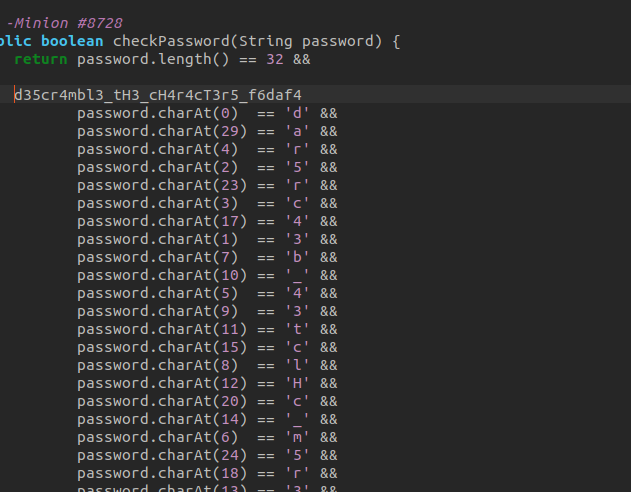 -Minion #8728
blic boolean checkPassword(String password) {
return password.length() == 32 &&
d35cr4mbl3_tH3_cH4r4cT3r5_f6daf4
password.charAt(0) == 'd' &&
password.charAt(29) == 'a' &&
password.charAt(4) == 'r' &&
password.charAt(2) == '5' &&
password.charAt(23) == 'r' &&
password.charAt(3) == 'c' &&
password.charAt(17) == '4' &&
password.charAt(1) == '3' &&
password.charAt(7) == 'b' &&
password.charAt(10) == '_' &&
password.charAt(5) == '4' &&
password.charAt(9) == '3' &&
password.charAt(11) == 't' &&
password.charAt(15) == 'c' &&
password.charAt(8) == 'l' &&
password.charAt(12) == 'H' &&
password.charAt(20) == 'c' &&
password.charAt(14) == '_' &&
password.charAt(6) == 'm' &&
password.charAt(24) == '5' &&
password.charAt(18) == 'r' &&
password.charAt(13) == '3' &&